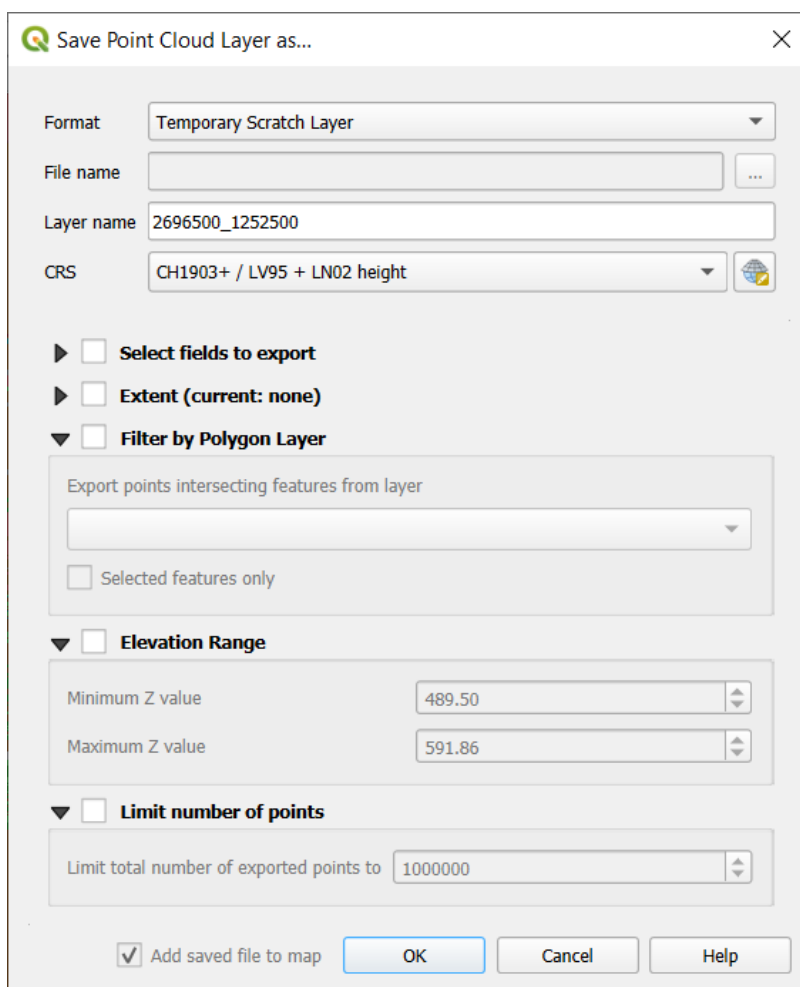 Save Point Cloud Layer as...
Format Temporary Scratch Layer
File name ...
Layer name 2696500_1252500
CRS CH1903+ / LV95 + LN02 height
Select fields to export
Extent (current: none)
Filter by Polygon Layer
Export points intersecting features from layer
Selected features only
Elevation Range
Minimum Z value 489.50
Maximum Z value 591.86
Limit number of points
Limit total number of exported points to 1000000
Add saved file to map OK Cancel Help